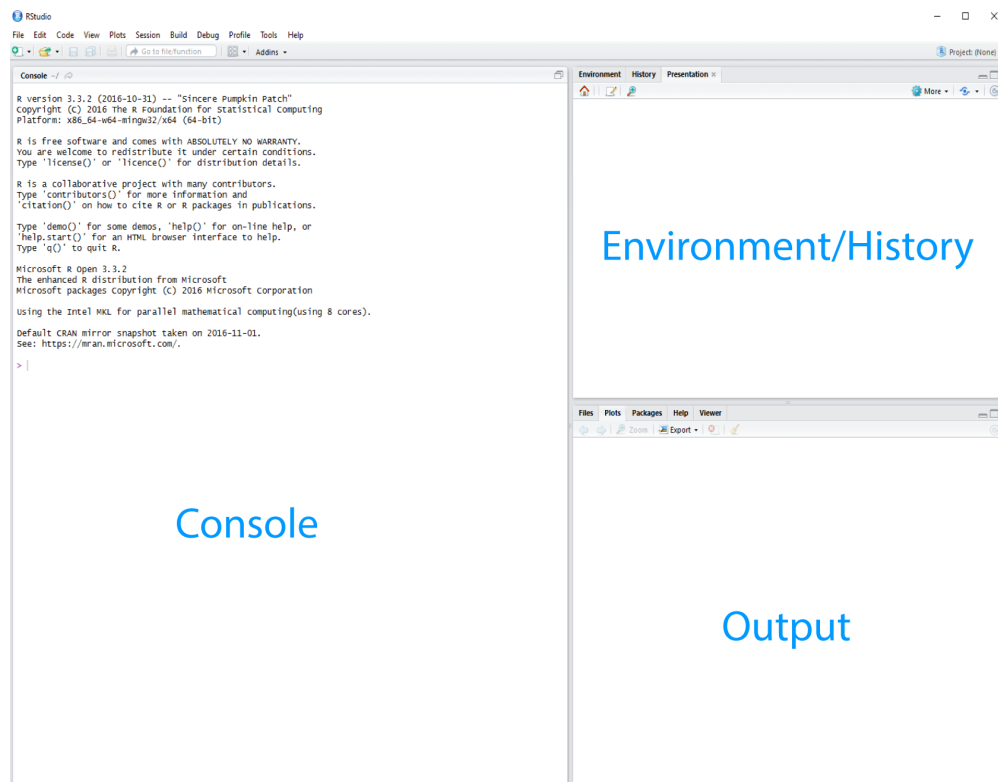 RStudio
File Edit Code View Plots Session Build Debug Profile Tools Help
Go to file/function Addins
Project: (None)
Console ~/
R version 3.3.2 (2016-10-31) -- "Sincere Pumpkin Patch"
Copyright (C) 2016 The R Foundation for Statistical Computing
Platform: x86_64-w64-mingw32/x64 (64-bit)
R is free software and comes with ABSOLUTELY NO WARRANTY.
You are welcome to redistribute it under certain conditions.
Type 'license()' or 'licence()' for distribution details.
R is a collaborative project with many contributors.
Type 'contributors()' for more information and
'citation()' on how to cite R or R packages in publications.
Type 'demo()' for some demos, 'help()' for on-line help, or
'help.start()' for an HTML browser interface to help.
Type 'q()' to quit R.
Microsoft R Open 3.3.2
The enhanced R distribution from Microsoft
Microsoft packages Copyright (C) 2016 Microsoft Corporation
Using the Intel MKL for parallel mathematical computing(using 8 cores).
Default CRAN mirror snapshot taken on 2016-11-01.
See: https://mran.microsoft.com/.
>
Console
Environment History Presentation
More
Environment/History
Files Plots Packages Help Viewer
Zoom Export
Output